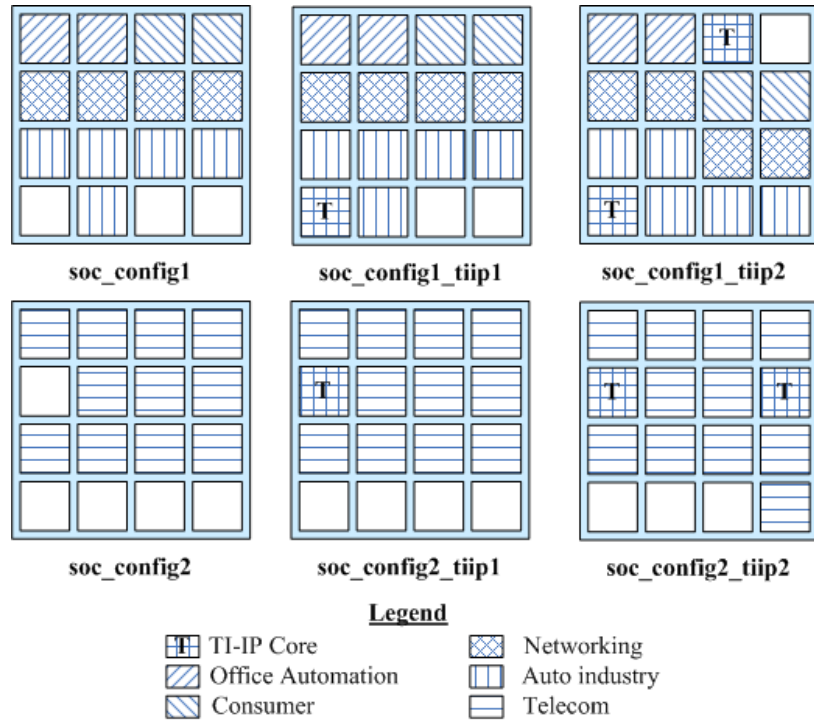 T
soc_config1
soc_config1_tiip1
T
soc_config1_tiip2
T
T
T
T
soc_config2
soc_config2_tiip1
soc_config2_tiip2
Legend
T TI-IP Core
Networking
Office Automation
Auto industry
Consumer
Telecom